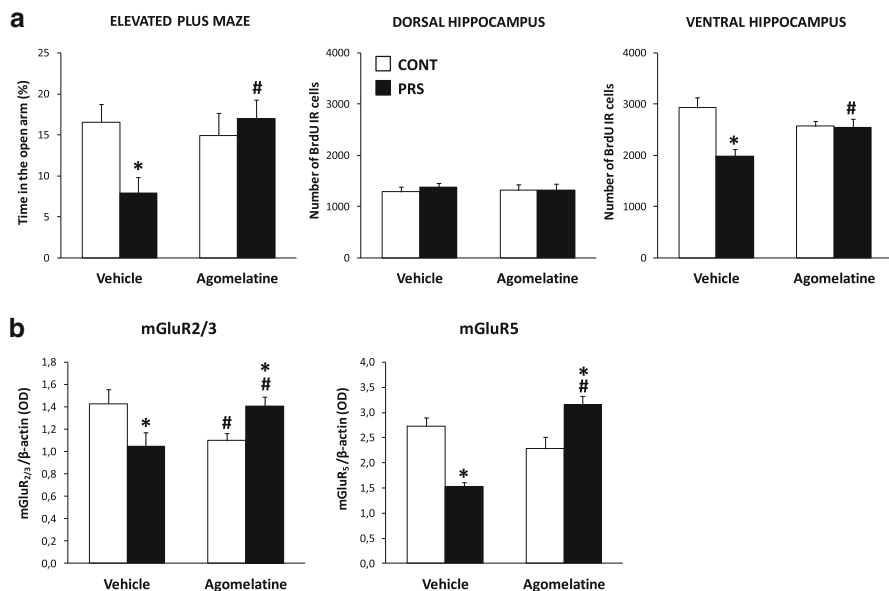 a
ELEVATED PLUS MAZE
DORSAL HIPPOCAMPUS
VENTRAL HIPPOCAMPUS
Time in the open arm (%)
25
20
15
10
5
0
*
#
Vehicle
Agomelatine
Number of BrdU IR cells
4000
3000
2000
1000
0
CONT
PRS
Vehicle
Agomelatine
Number of BrdU IR cells
4000
3000
2000
1000
0
*
#
Vehicle
Agomelatine
b
mGluR2/3
mGluR5
mGluR2/3/β-actin (OD)
1,8
1,6
1,4
1,2
1,0
0,8
0,6
0,4
0,2
0,0
*
#
*
#
Vehicle
Agomelatine
mGluR5/β-actin (OD)
4,0
3,5
3,0
2,5
2,0
1,5
1,0
0,5
0,0
*
*
#
Vehicle
Agomelatine